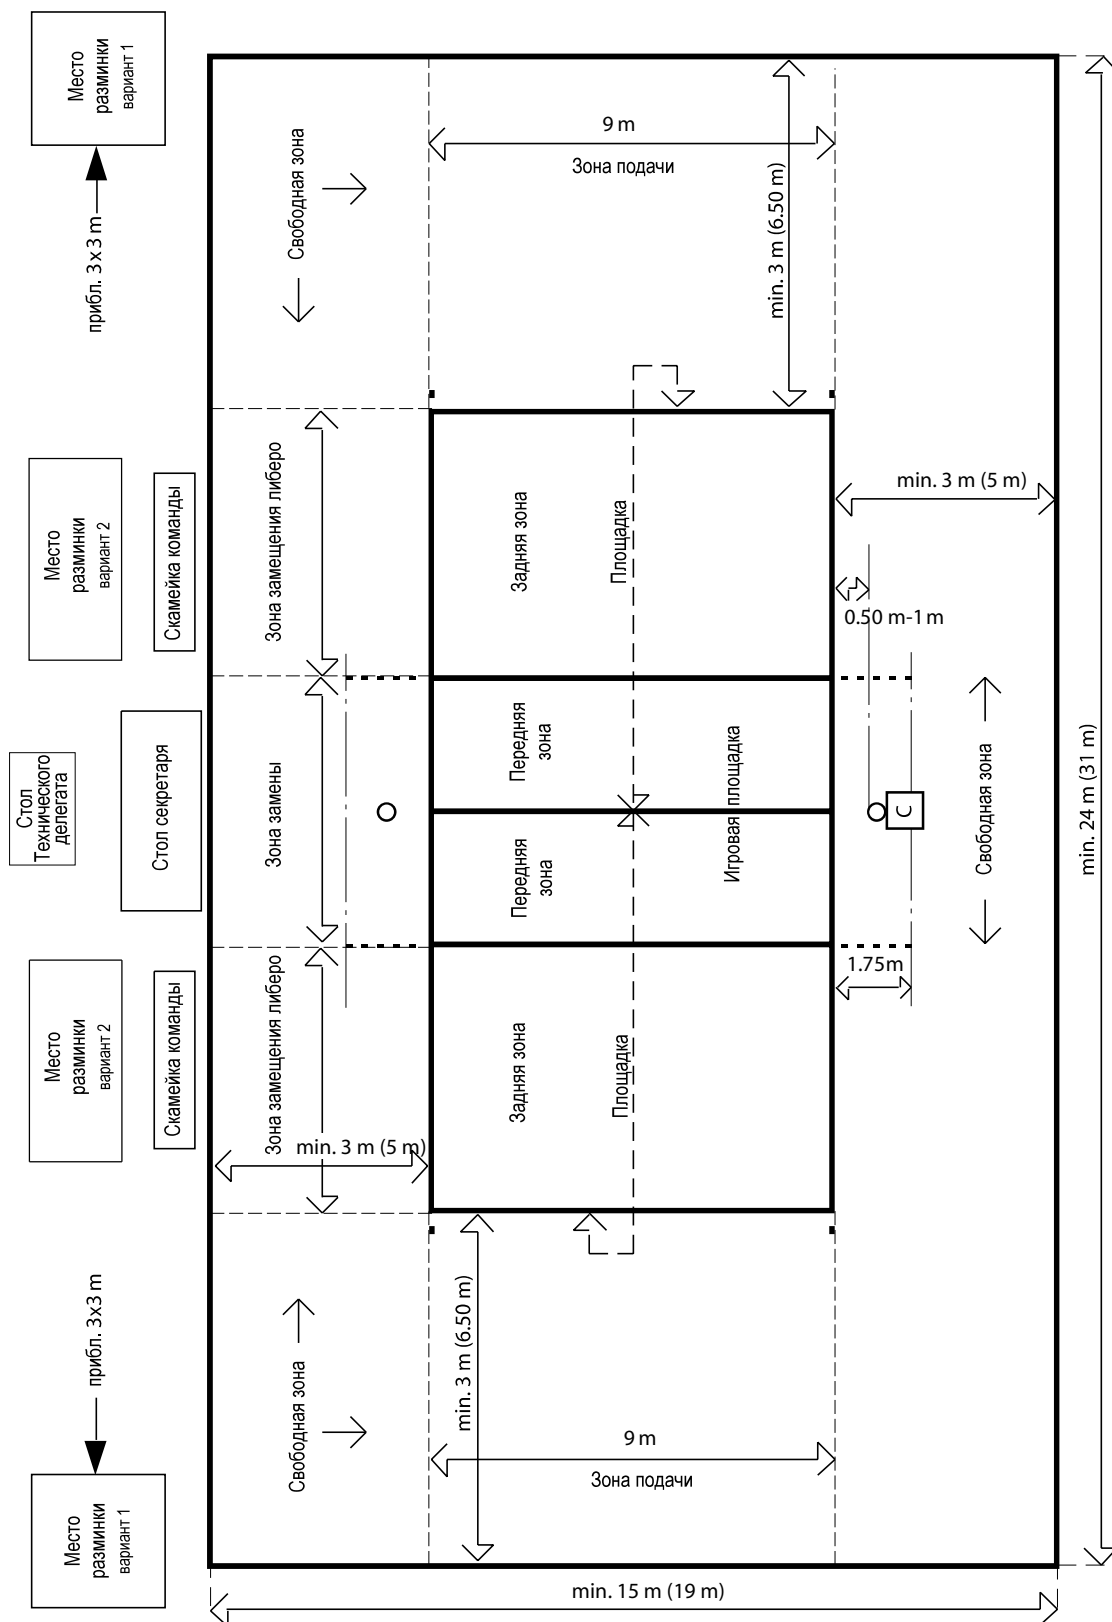 Место
разминки
вариант 1
прибл. 3x3 m
Свободная зона
9 m
Зона подачи
min. 3 m (6.50 m)
Место
разминки
вариант 2
Скамейка команды
Зона замещения либеро
Задняя зона
Площадка
min. 3 m (5 m)
0.50 m-1 m
Стол
Технического
делегата
Стол секретаря
Зона замены
Передняя
зона
Передняя
зона
Игровая площадка
C
Свободная зона
min. 24 m (31 m)
1.75m
Место
разминки
вариант 2
Скамейка команды
Зона замещения либеро
min. 3 m (5 m)
Задняя зона
Площадка
прибл. 3x3 m
Свободная зона
min. 3 m (6.50 m)
9 m
Зона подачи
Место
разминки
вариант 1
min. 15 m (19 m)